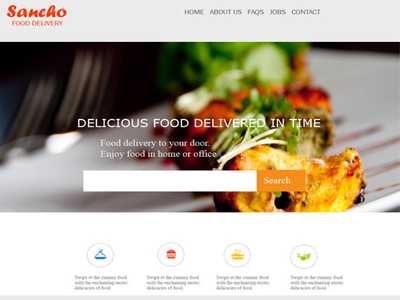 Sancho
FOOD DELIVERY
HOME ABOUT US FAQS JOBS CONTACT
DELICIOUS FOOD DELIVERED IN TIME
Food delivery to your door.
Enjoy food in home or office
Search
Swipe or the yummy food
with the enchanting exotic
delicacies of food.
Swipe or the yummy food
with the enchanting exotic
delicacies of food.
Swipe or the yummy food
with the enchanting exotic
delicacies of food.
Swipe or the yummy food
with the enchanting exotic
delicacies of food.